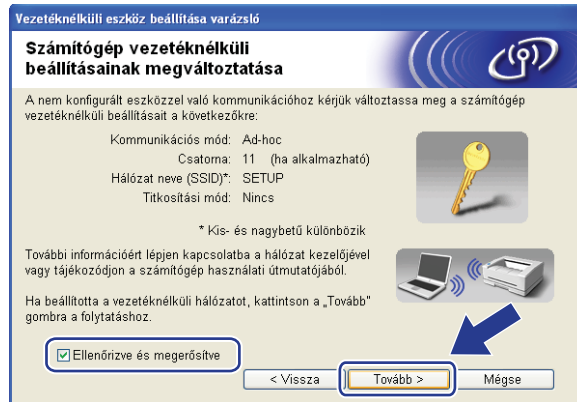 Vezetéknélküli eszköz beállítása varázsló
Számítógép vezetéknélküli
beállításainak megváltoztatása
A nem konfigurált eszközzel való kommunikációhoz kérjük változtassa meg a számítógép
vezetéknélküli beállításait a következőkre:
Kommunikációs mód: Ad-hoc
Csatorna: 11 (ha alkalmazható)
Hálózat neve (SSID)*: SETUP
Titkosítási mód: Nincs
* Kis- és nagybetű különbözik
További információért lépjen kapcsolatba a hálózat kezelőjével
vagy tájékozódjon a számítógép használati útmutatójából.
Ha beállította a vezetéknélküli hálózatot, kattintson a „Tovább"
gombra a folytatáshoz.
Ellenőrizve és megerősítve
< Vissza Tovább > Mégse